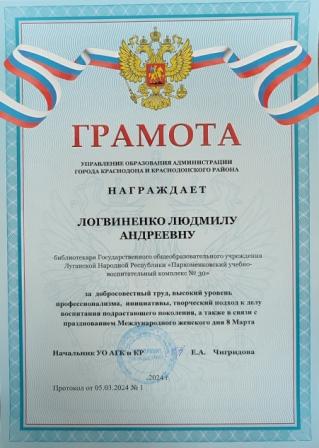 ГРАМОТА
УПРАВЛЕНИЕ ОБРАЗОВАНИЯ АДМИНИСТРАЦИИ
ГОРОДА КРАСНОДОНА И КРАСНОДОНСКОГО РАЙОНА
НАГРАЖДАЕТ
ЛОГВИНЕНКО ЛЮДМИЛУ
АНДРЕЕВНУ
библиотекаря Государственного общеобразовательного учреждения
Луганской Народной Республики «Паркоменковский учебно-
воспитательный комплекс № 30»
за добросовестный труд, высокий уровень
профессионализма, инициативы, творческий подход к делу
воспитания подрастающего поколения, а также в связи с
празднованием Международного женского дня 8 Марта
Начальник УО АГК и КР
Е.А. Чигридова
.2024 г.
Протокол от 05.03.2024 № 1